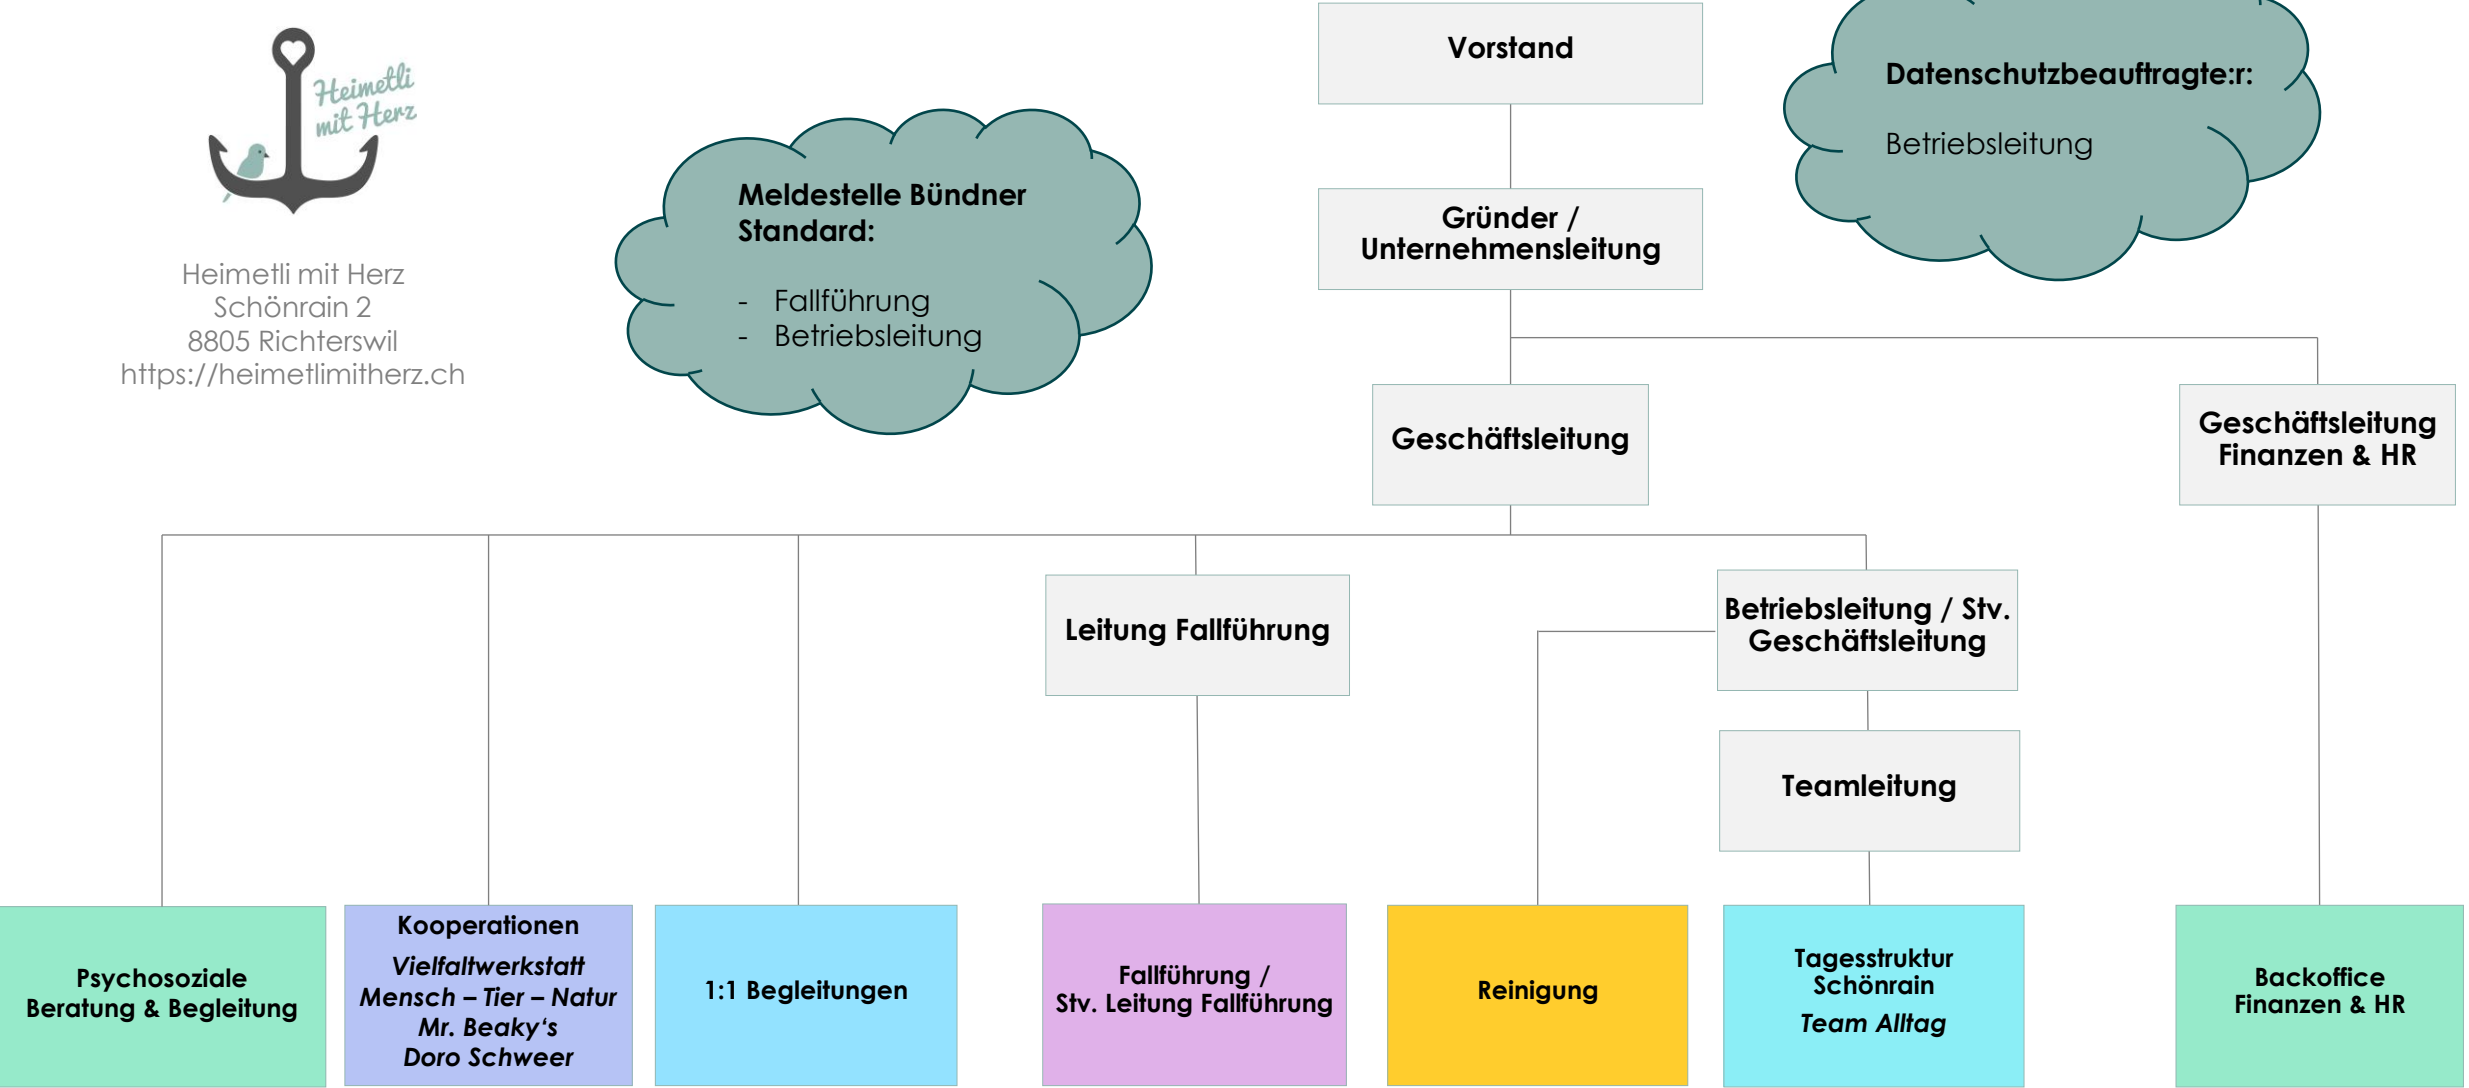 Heimetli
mit Herz
Heimetli mit Herz
Schönrain 2
8805 Richterswil
https://heimetlimitherz.ch
Meldestelle Bündner
Standard:
- Fallführung
- Betriebsleitung
Vorstand
Datenschutzbeauftragte:r:
Betriebsleitung
Gründer /
Unternehmensleitung
Geschäftsleitung
Geschäftsleitung
Finanzen & HR
Leitung Fallführung
Betriebsleitung / Stv.
Geschäftsleitung
Teamleitung
Psychosoziale
Beratung & Begleitung
Kooperationen
Vielfaltwerkstatt
Mensch – Tier – Natur
Mr. Beaky‘s
Doro Schweer
1:1 Begleitungen
Fallführung /
Stv. Leitung Fallführung
Reinigung
Tagesstruktur
Schönrain
Team Alltag
Backoffice
Finanzen & HR